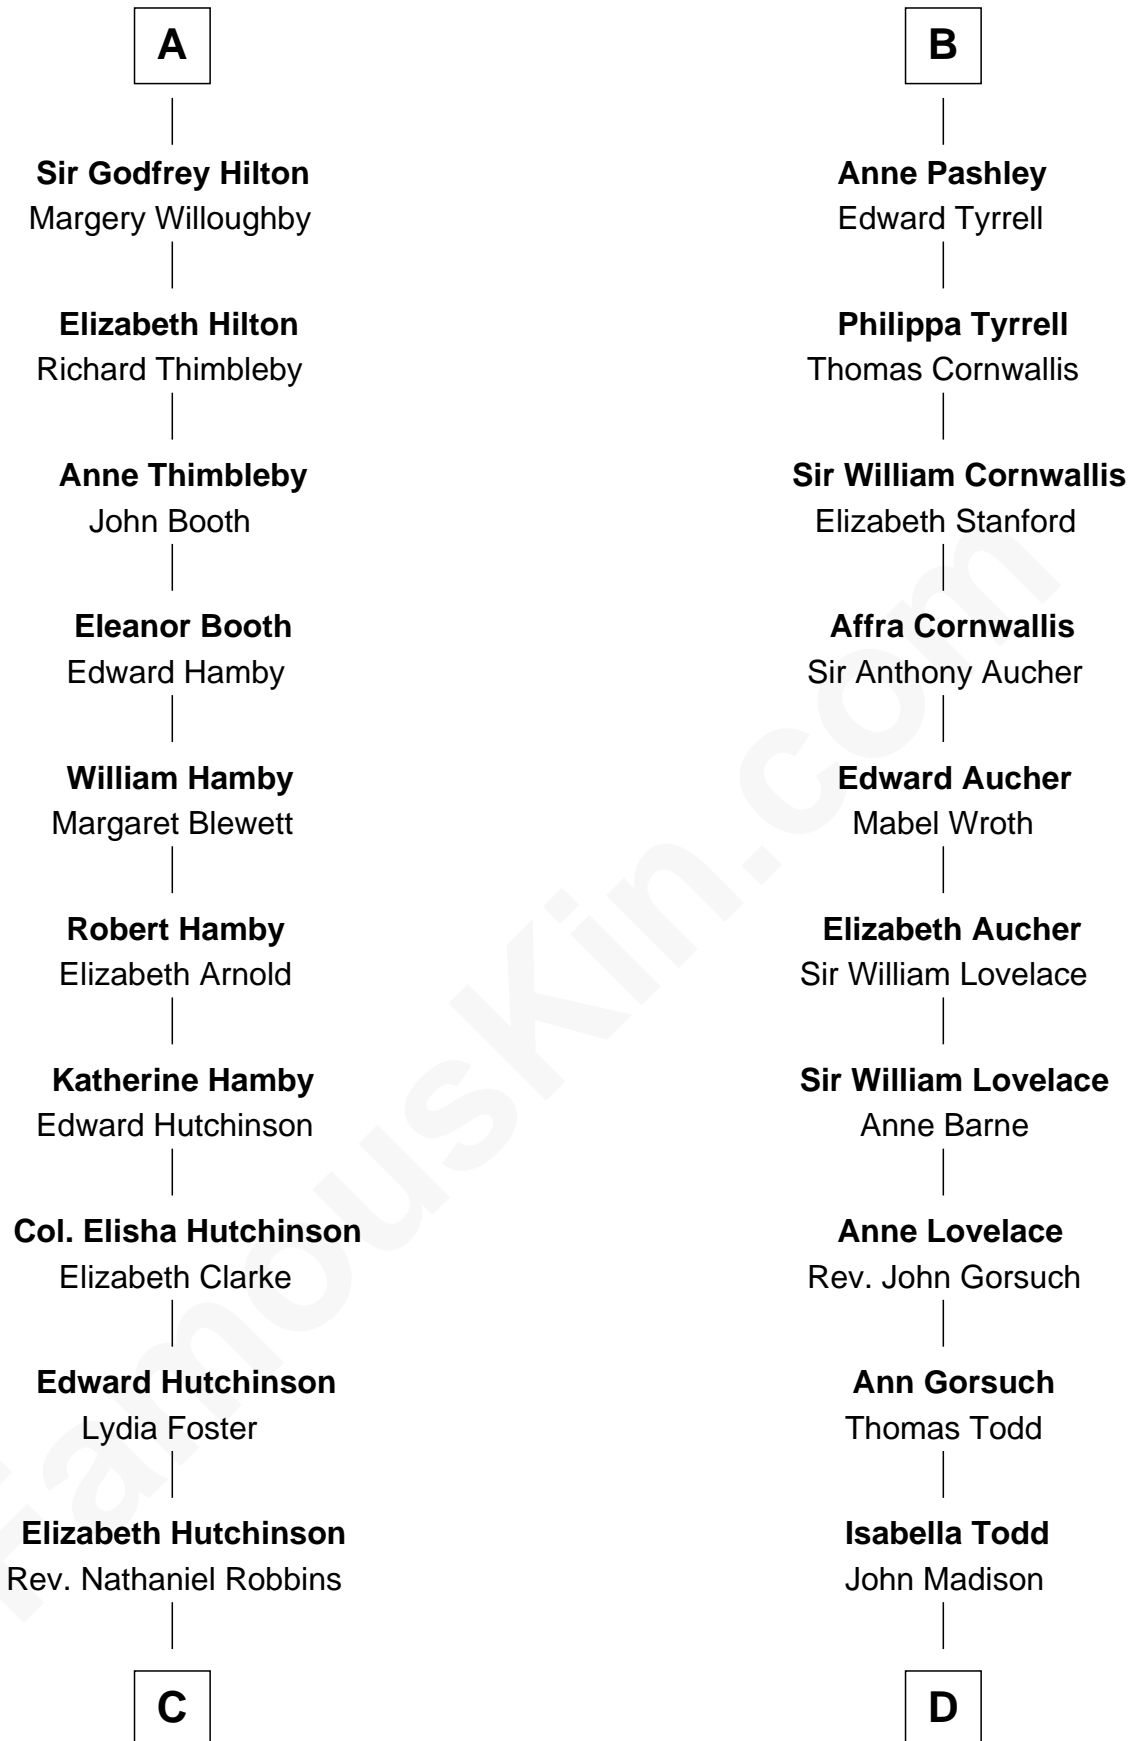 A
Sir Godfrey Hilton
Margery Willoughby
Elizabeth Hilton
Richard Thimbleby
Anne Thimbleby
John Booth
Eleanor Booth
Edward Hamby
William Hamby
Margaret Blewett
Robert Hamby
Elizabeth Arnold
Katherine Hamby
Edward Hutchinson
Col. Elisha Hutchinson
Elizabeth Clarke
Edward Hutchinson
Lydia Foster
Elizabeth Hutchinson
Rev. Nathaniel Robbins
C
B
Anne Pashley
Edward Tyrrell
Philippa Tyrrell
Thomas Cornwallis
Sir William Cornwallis
Elizabeth Stanford
Affra Cornwallis
Sir Anthony Aucher
Edward Aucher
Mabel Wroth
Elizabeth Aucher
Sir William Lovelace
Sir William Lovelace
Anne Barne
Anne Lovelace
Rev. John Gorsuch
Ann Gorsuch
Thomas Todd
Isabella Todd
John Madison
D
FamousKin.com